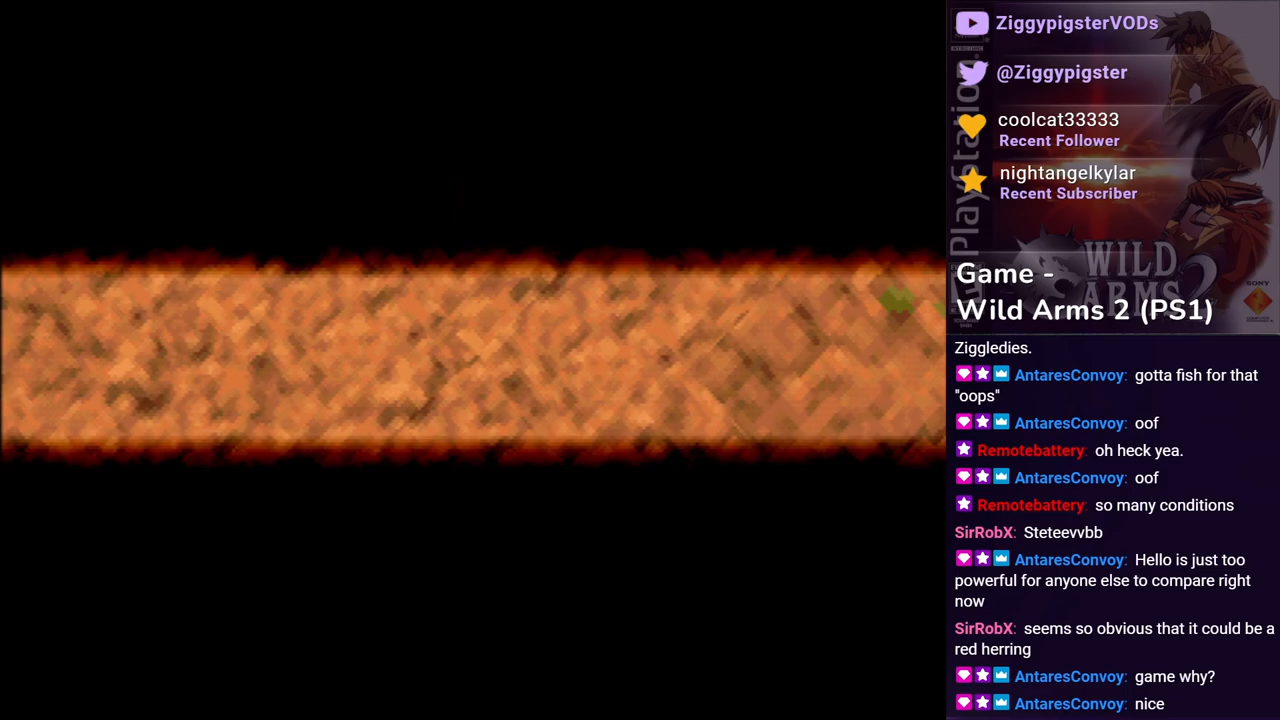 ZiggypigsterVODs
@Ziggypigster
coolcat33333
Recent Follower
nightangelkylar
Recent Subscriber
PlayStation
WILD
ARMS 2
SONY
Game -
Wild Arms 2 (PS1)
Ziggledies.
AntaresConvoy: gotta fish for that
"oops"
AntaresConvoy: oof
Remotebattery: oh heck yea.
AntaresConvoy: oof
Remotebattery: so many conditions
SirRobX: Steteevvbb
AntaresConvoy: Hello is just too
powerful for anyone else to compare right
now
SirRobX: seems so obvious that it could be a
red herring
AntaresConvoy: game why?
AntaresConvoy: nice